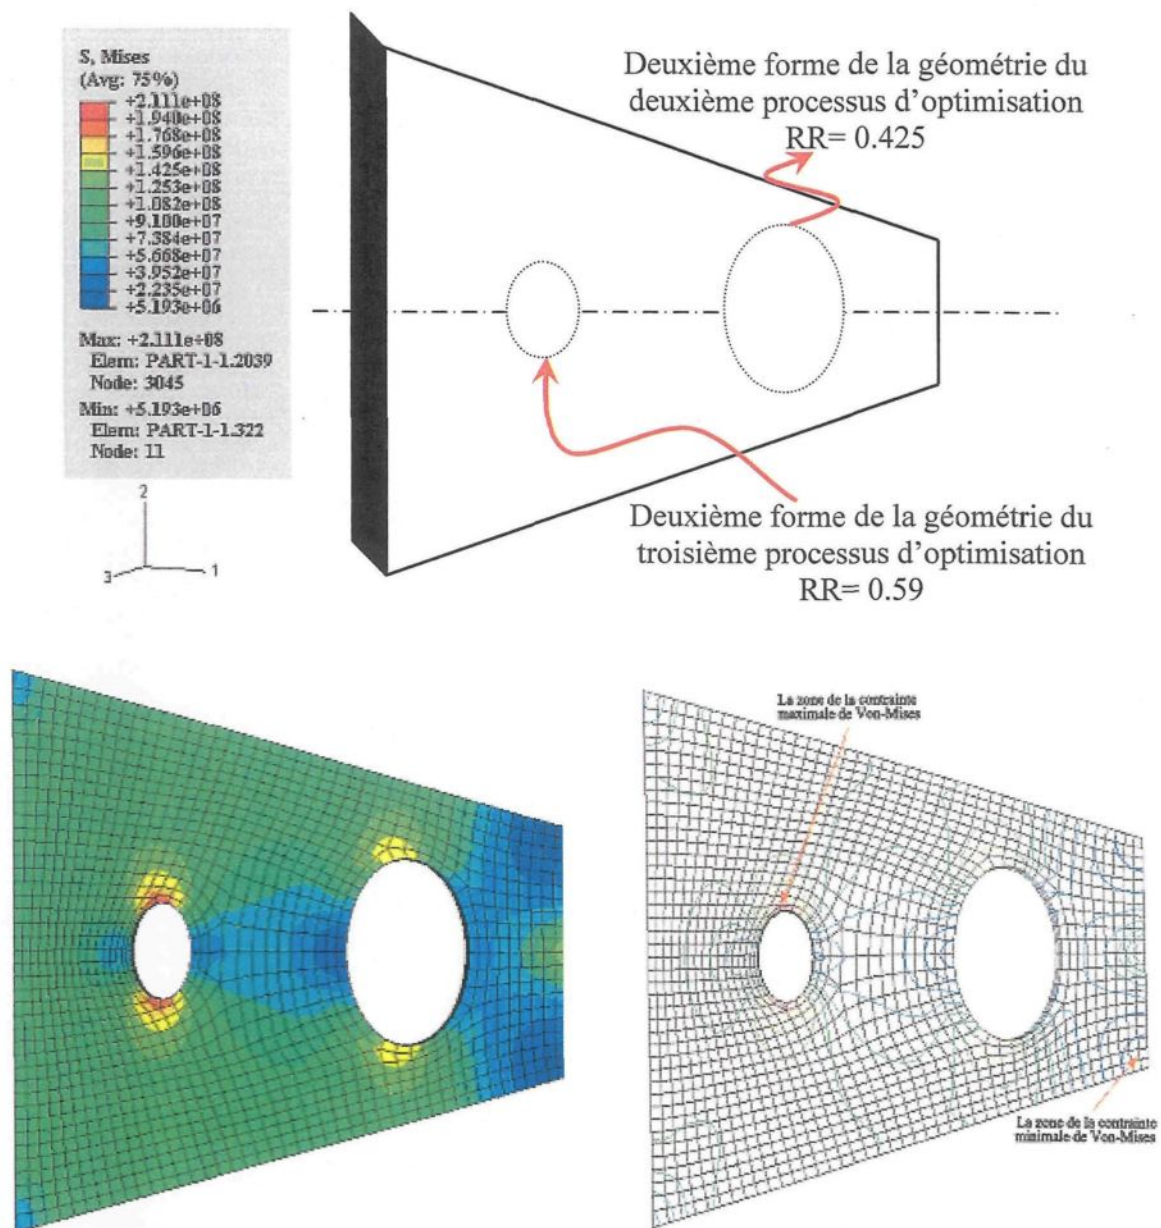 S, Mises
(Avg: 75%)
+2.111e+08
+1.940e+08
+1.768e+08
+1.596e+08
+1.425e+08
+1.253e+08
+1.082e+08
+9.100e+07
+7.384e+07
+5.668e+07
+3.952e+07
+2.235e+07
+5.193e+06
Max: +2.111e+08
Elem: PART-1-1.2039
Node: 3045
Min: +5.193e+06
Elem: PART-1-1.322
Node: 11
2
3
1
Deuxième forme de la géométrie du
deuxième processus d'optimisation
RR= 0.425
Deuxième forme de la géométrie du
troisième processus d'optimisation
RR= 0.59
La zone de la contrainte
maximale de Von-Mises
La zone de la contrainte
minimale de Von-Mises